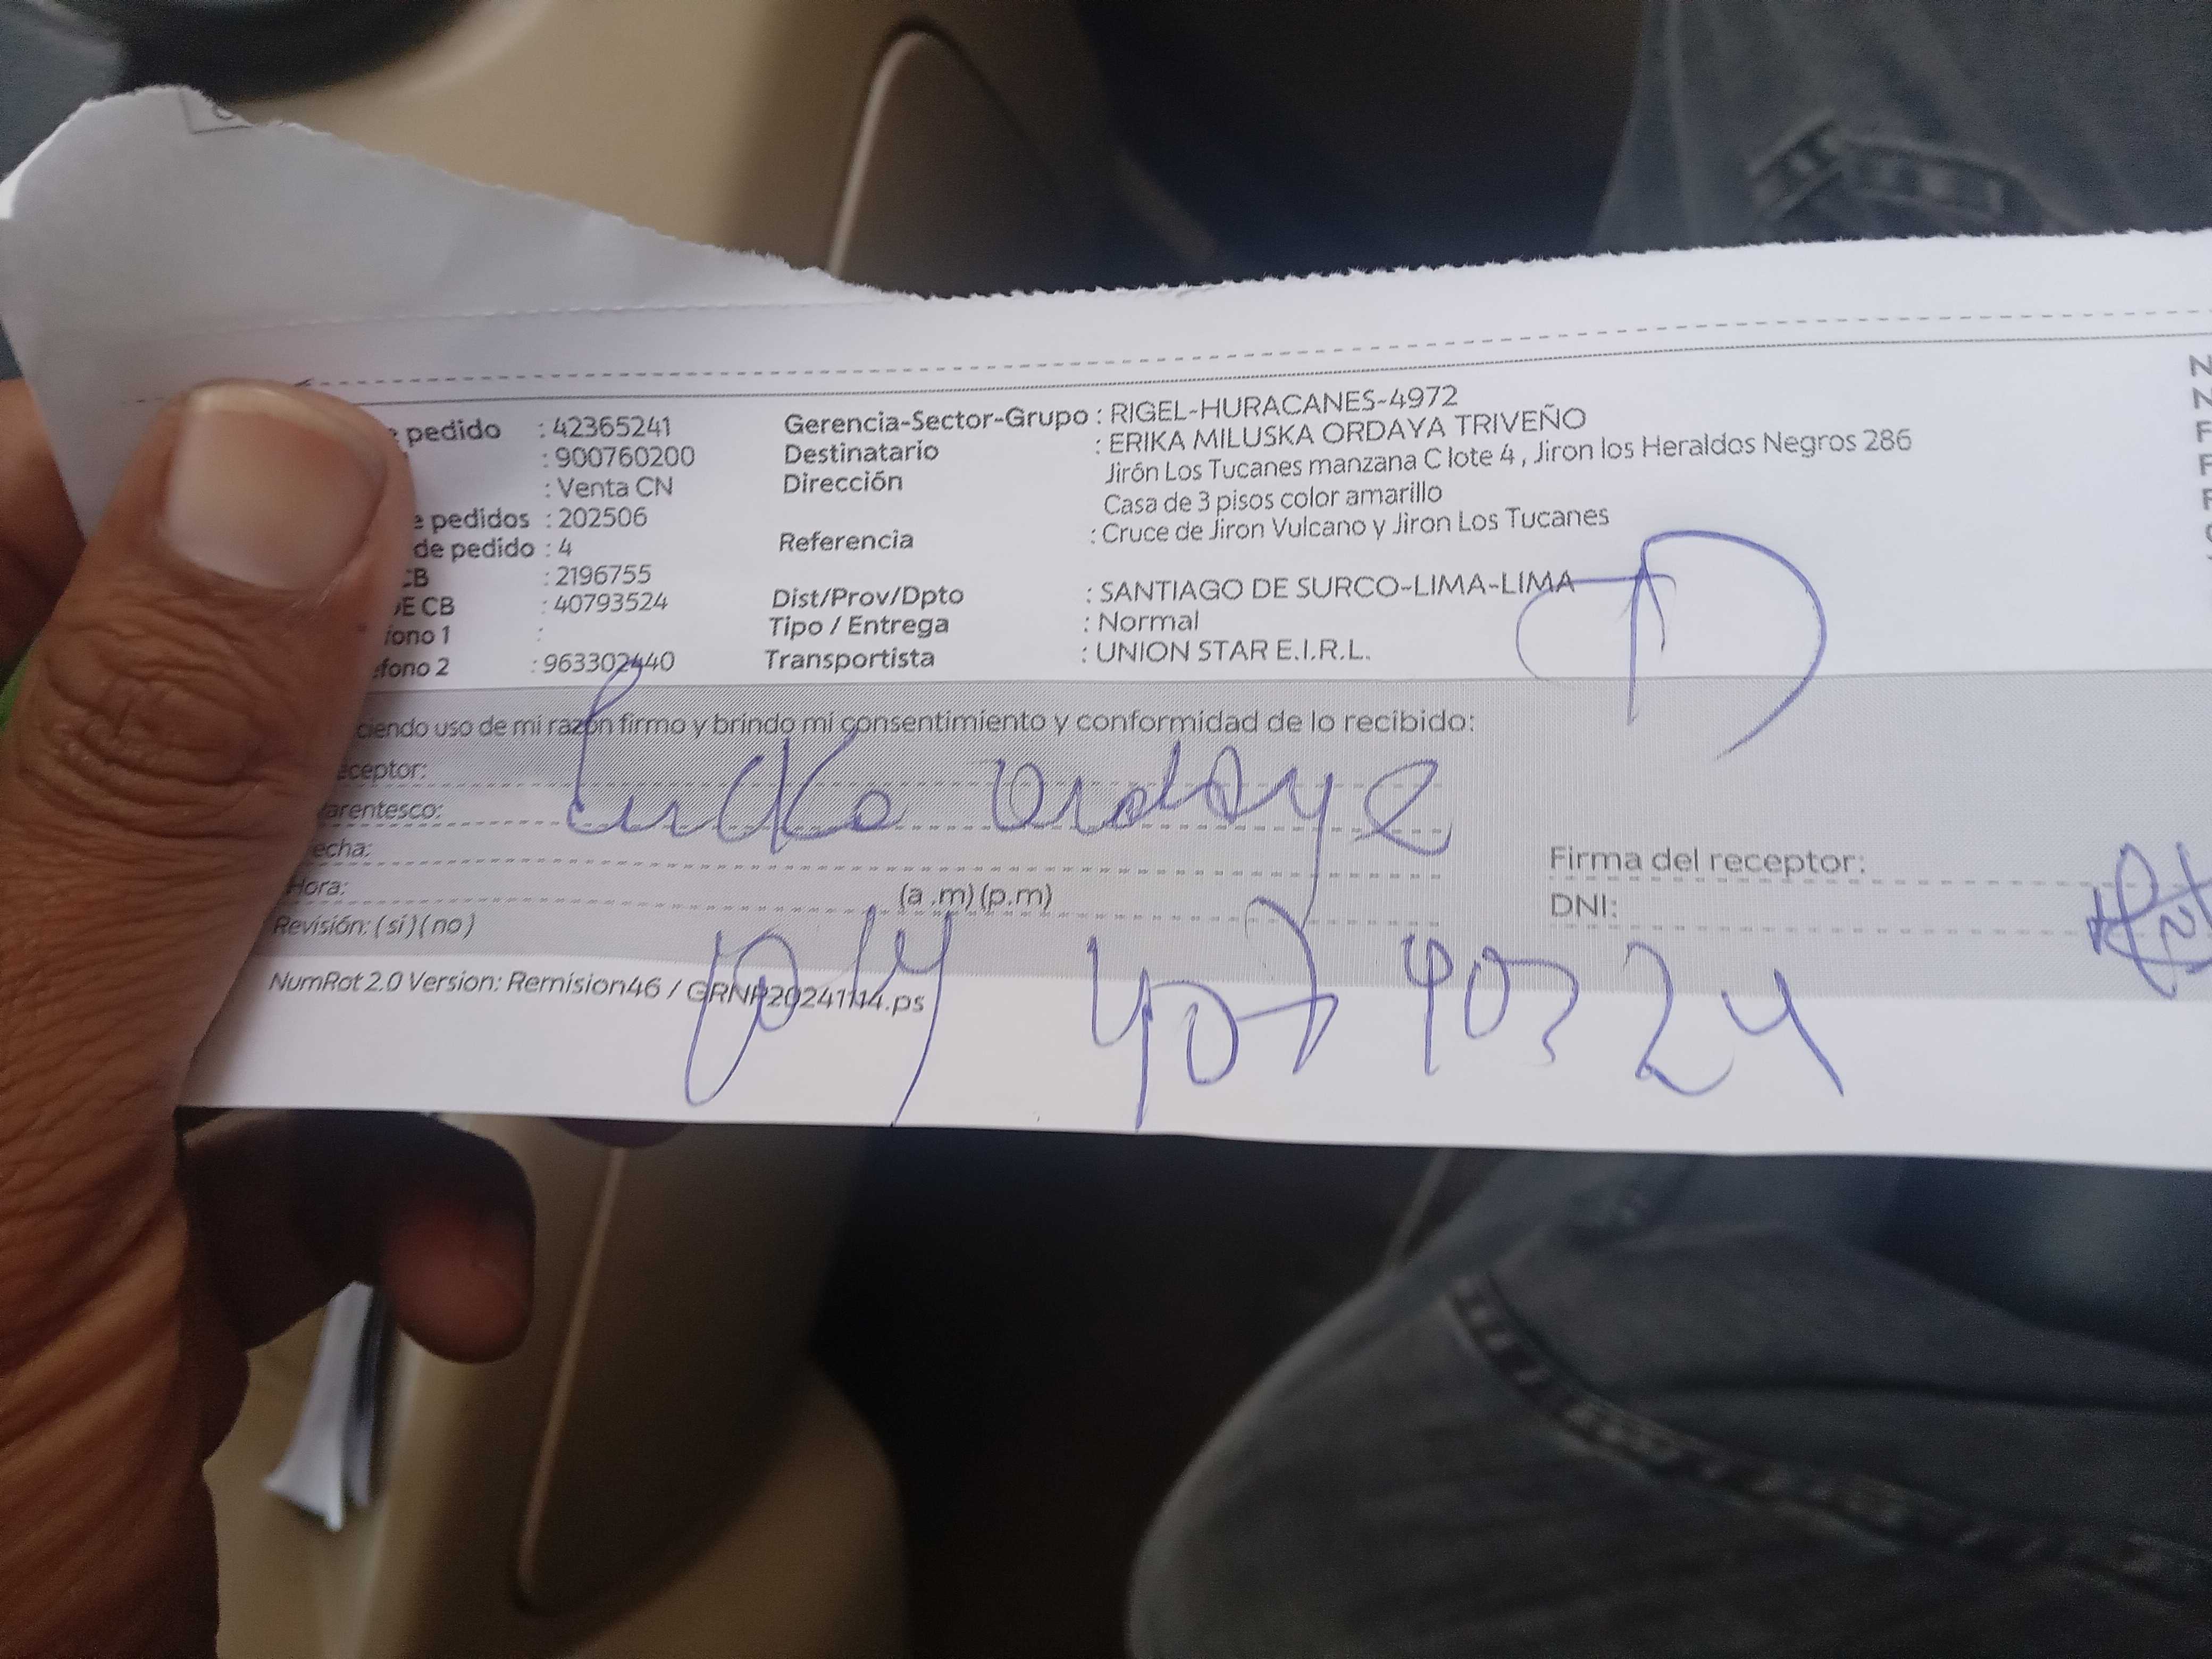 e pedido : 42365241
: 900760200
: Venta CN
e pedidos : 202506
de pedido : 4
CB : 2196755
DE CB : 40793524
fono 1 :
éfono 2 : 963302440
Gerencia-Sector-Grupo : RIGEL-HURACANES-4972
Destinatario : ERIKA MILUSKA ORDAYA TRIVEÑO
Dirección Jirón Los Tucanes manzana C lote 4 , Jiron los Heraldos Negros 286
Casa de 3 pisos color amarillo
Referencia : Cruce de Jiron Vulcano y Jiron Los Tucanes
Dist/Prov/Dpto : SANTIAGO DE SURCO-LIMA-LIMA
Tipo / Entrega : Normal
Transportista : UNION STAR E.I.R.L.
N
N
F
F
F
ciendo uso de mi razón firmo y brindo mi consentimiento y conformidad de lo recibido:
eceptor:
arentesco:
echa:
Hora: (a .m) (p.m)
Revisión: ( si ) ( no )
Firma del receptor:
DNI:
NumRot 2.0 Version: Remision46 / GRNP20241114.ps
Ordaya